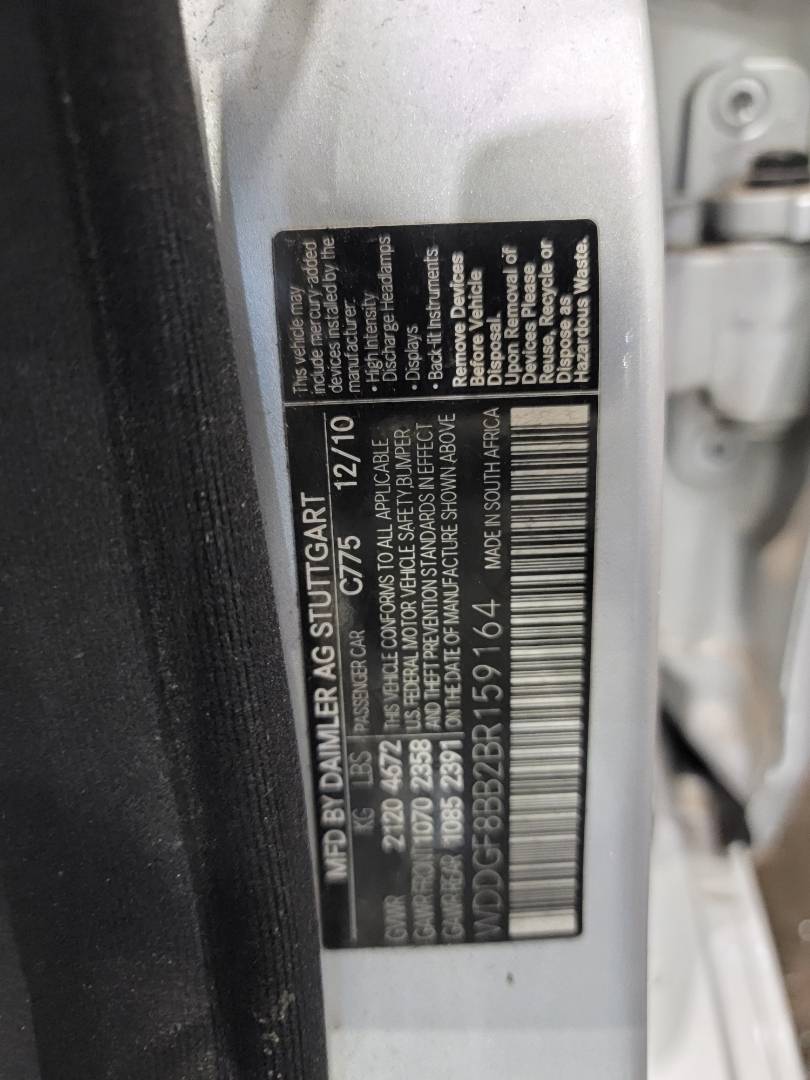 MFD BY DAIMLER AG STUTTGART
KG LBS PASSENGER CAR C775 12/10
GVWR 2120 4672 THIS VEHICLE CONFORMS TO ALL APPLICABLE
GAWR FRONT 1070 2358 U.S. FEDERAL MOTOR VEHICLE SAFETY,BUMPER
GAWR REAR 1085 2391 AND THEFT PREVENTION STANDARDS IN EFFECT
ON THE DATE OF MANUFACTURE SHOWN ABOVE
WDDGF8BB2BR159164 MADE IN SOUTH AFRICA
This vehicle may
include mercury-added
devices installed by the
manufacturer:
• High Intensity
Discharge Headlamps
• Displays
• Back-lit Instruments
Remove Devices
Before Vehicle
Disposal.
Upon Removal of
Devices Please
Reuse, Recycle or
Dispose as
Hazardous Waste.